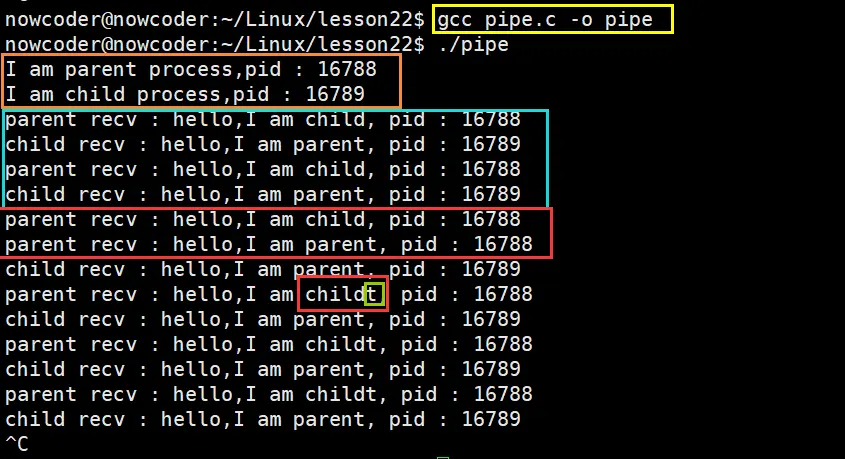 nowcoder@nowcoder:~/Linux/lesson22$ gcc pipe.c -o pipe
nowcoder@nowcoder:~/Linux/lesson22$ ./pipe
I am parent process,pid : 16788
I am child process,pid : 16789
parent recv : hello,I am child, pid : 16788
child recv : hello,I am parent, pid : 16789
parent recv : hello,I am child, pid : 16788
child recv : hello,I am parent, pid : 16789
parent recv : hello,I am child, pid : 16788
parent recv : hello,I am parent, pid : 16788
child recv : hello,I am parent, pid : 16789
parent recv : hello,I am childt, pid : 16788
child recv : hello,I am parent, pid : 16789
parent recv : hello,I am childt, pid : 16788
child recv : hello,I am parent, pid : 16789
parent recv : hello,I am childt, pid : 16788
child recv : hello,I am parent, pid : 16789
^C